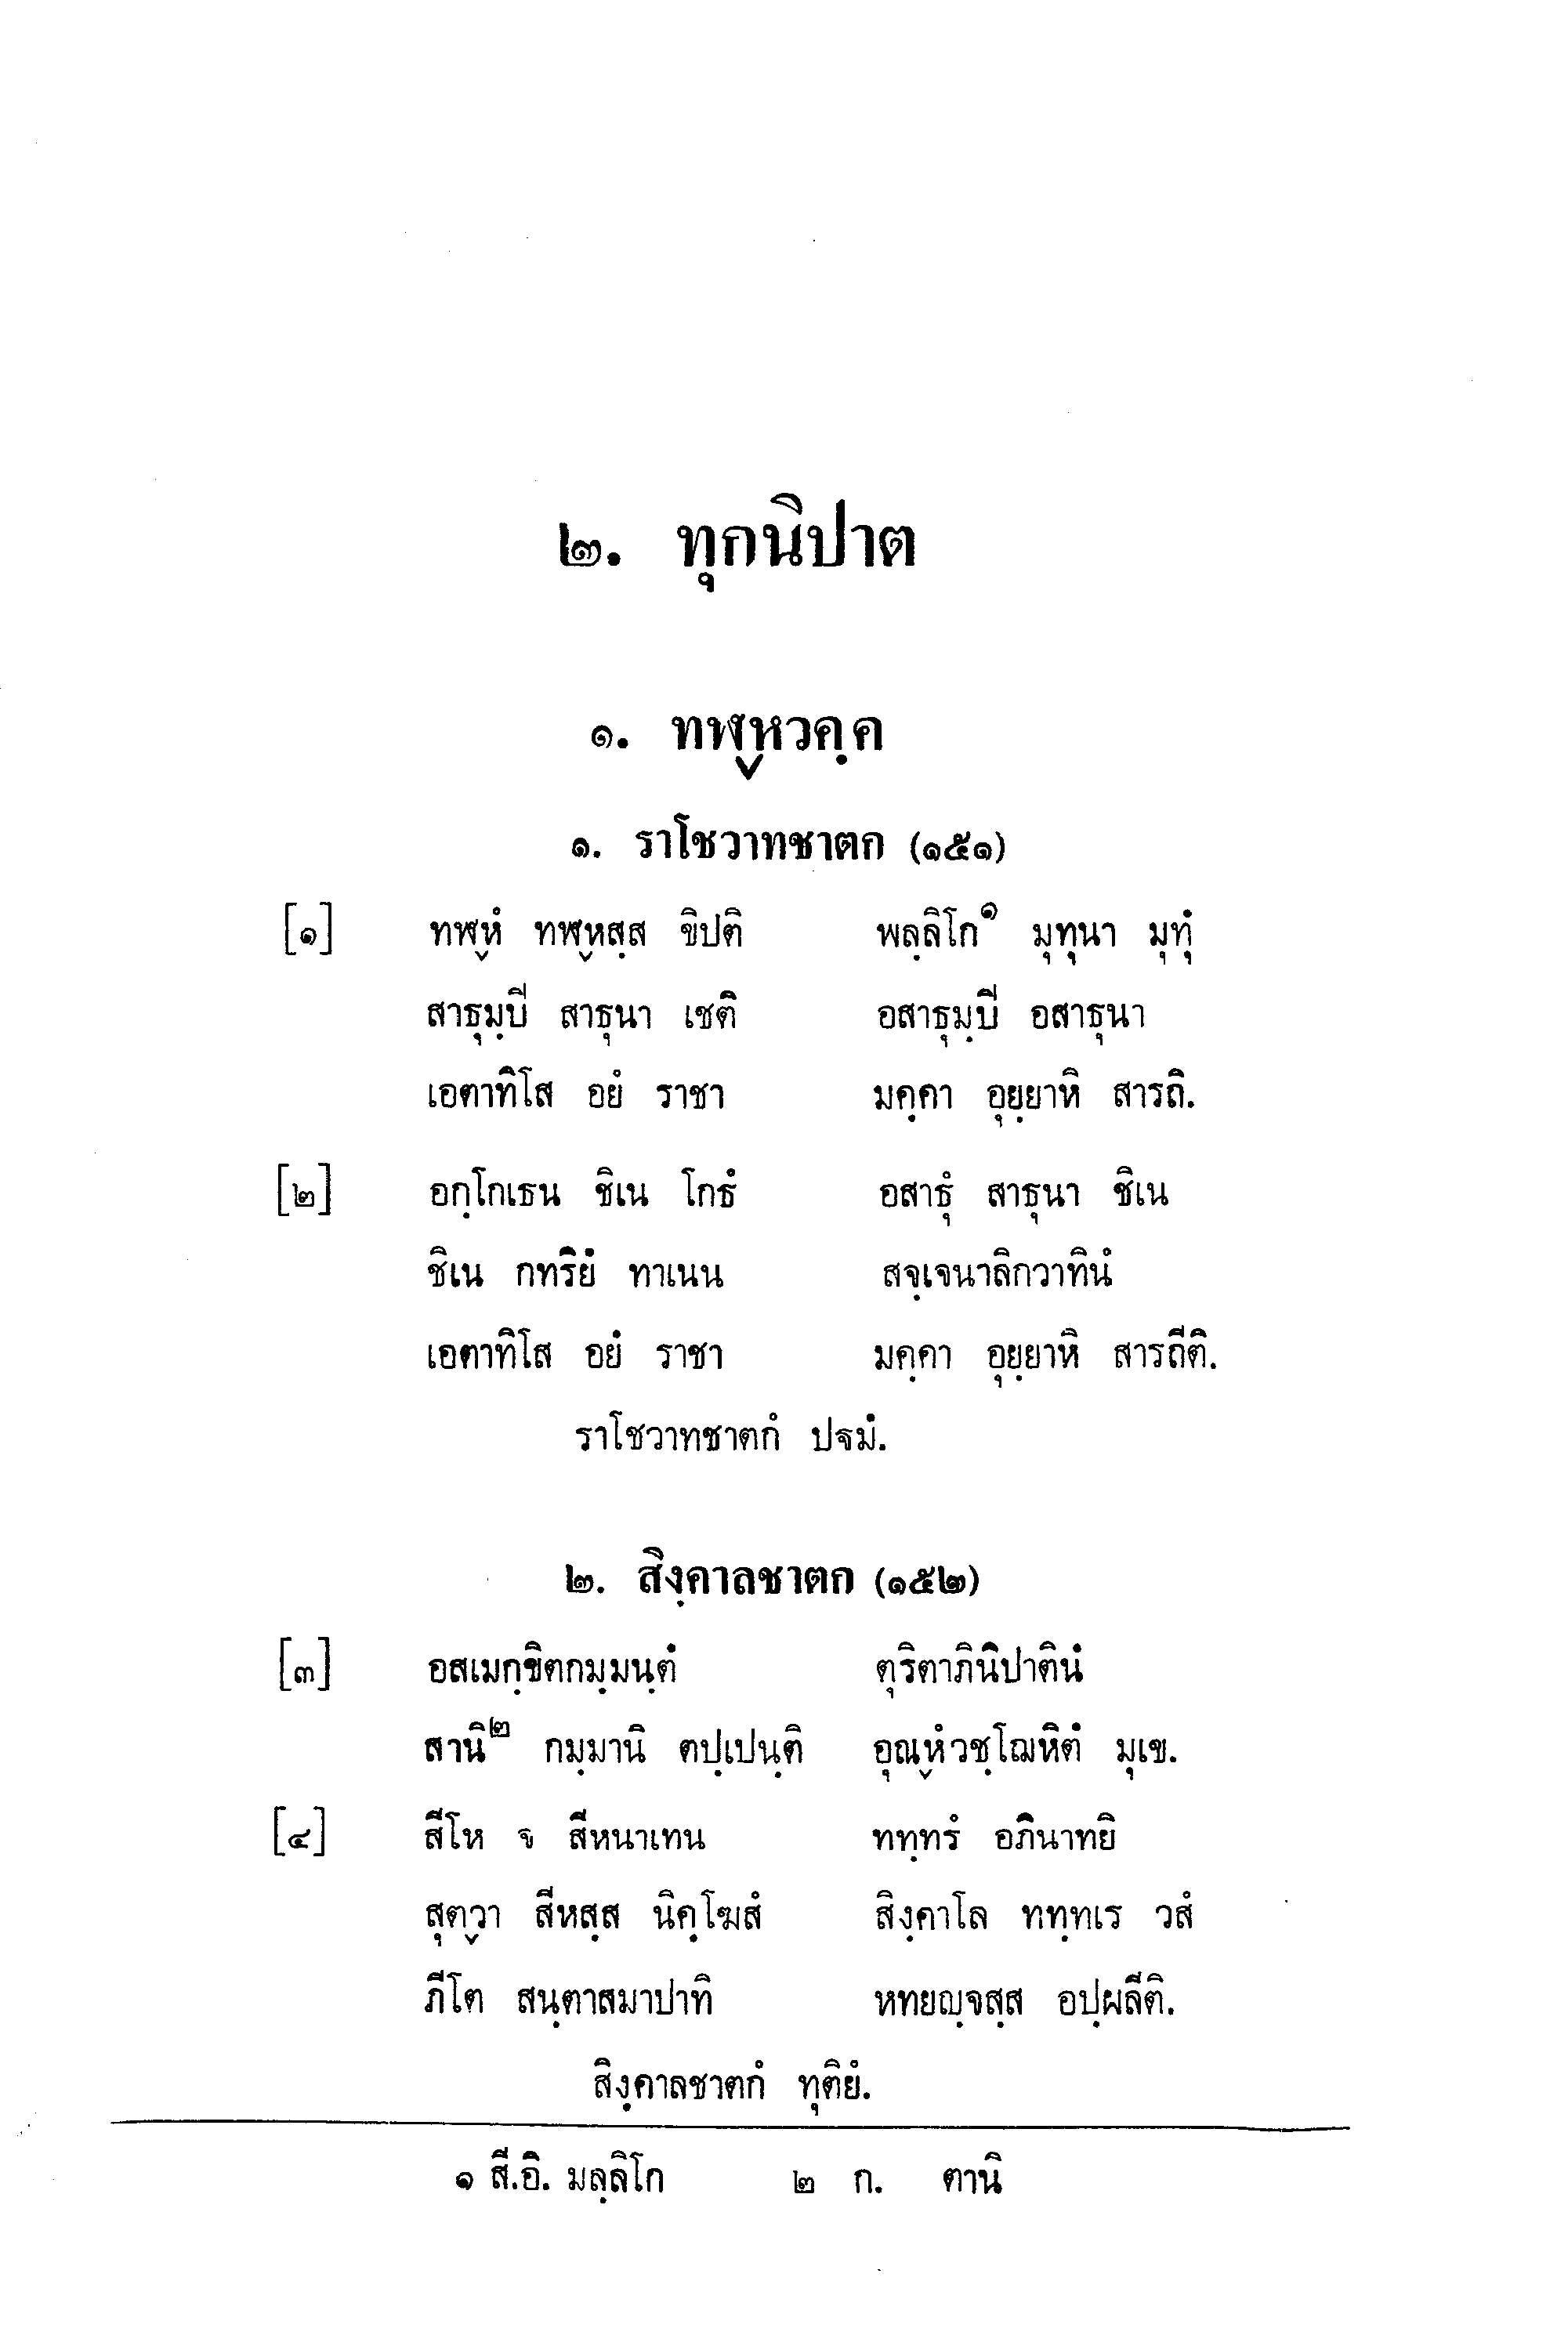 ๒. ทุกนิปาต
๑. ทฬฺหวคฺค
๑. ราโชวาทชาตก (๑๕๑)
[๑] ทฬฺหํ ทฬฺหสฺส ขิปติ พลฺลิโก๑ มุทุนา มุทุํ
สาธุมฺปี สาธุนา เชติ อสาธุมฺปี อสาธุนา
เอตาทิโส อยํ ราชา มคฺคา อุยฺยาหิ สารถิ.
[๒] อกฺโกเธน ชิเน โกธํ อสาธุํ สาธุนา ชิเน
ชิเน กทริยํ ทาเนน สจฺเจนาลิกวาทินํ
เอตาทิโส อยํ ราชา มคฺคา อุยฺยาหิ สารถีติ.
ราโชวาทชาตกํ ปฐมํ.
๒. สิงฺคาลชาตก (๑๕๒)
[๓] อสเมกฺขิตกมฺมนฺตํ ตุริตาภินิปาตินํ
สานิ๒ กมฺมานิ ตปฺเปนฺติ อุณฺหํวชฺโฌหิตํ มุเข.
[๔] สีโห จ สีหนาเทน ททฺทรํ อภินาทยิ
สุตฺวา สีหสฺส นิคฺโฆสํ สิงฺคาโล ททฺทเร วสํ
ภีโต สนฺตาสมาปาทิ หทยญฺจสฺส อปฺผลีติ.
สิงฺคาลชาตกํ ทุติยํ.
๑ สี.อิ. มลฺลิโก ๒ ก. ตานิ